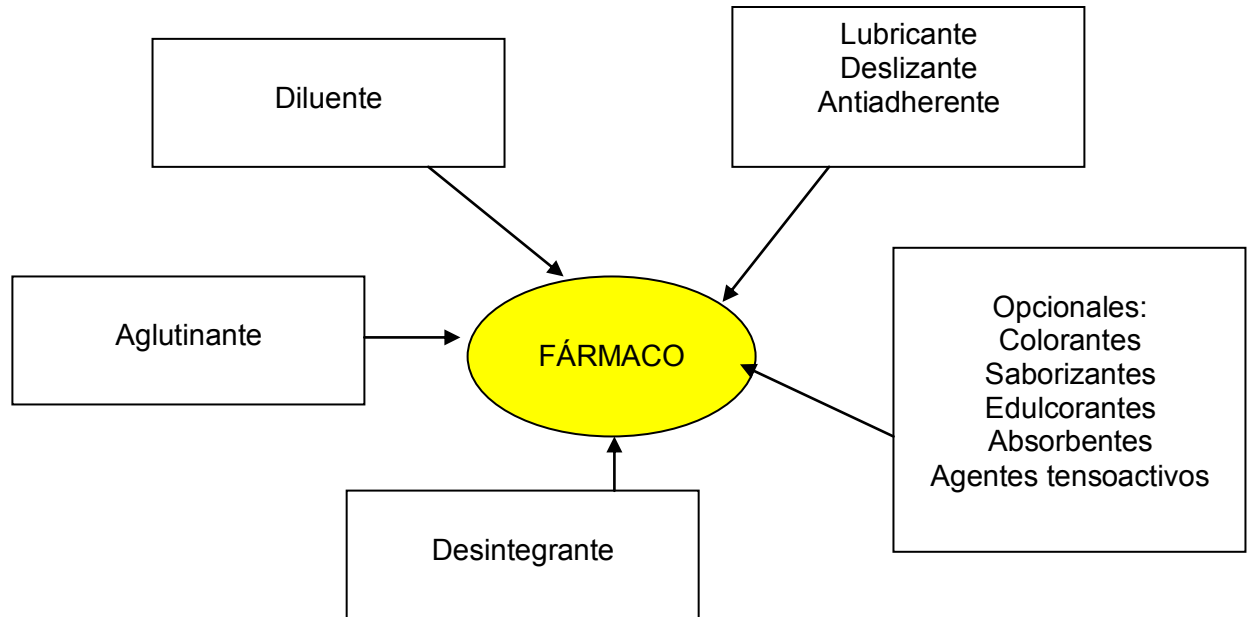 Diluente
Lubricante
Deslizante
Antiadherente
Aglutinante
FÁRMACO
Opcionales:
Colorantes
Saborizantes
Edulcorantes
Absorbentes
Agentes tensoactivos
Desintegrante